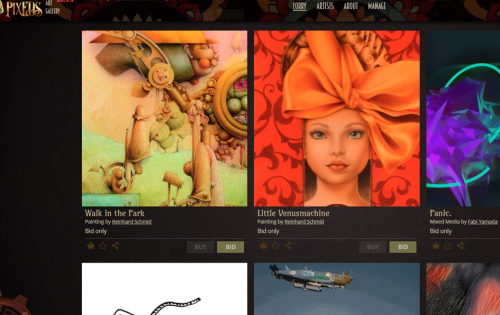 PIXEOS
ART
GALLERY
LOBBY ARTISTS ABOUT MANAGE
Walk in the Park
Painting by Reinhard Schmid
Bid only
BUY BID
Little Venusmachine
Painting by Reinhard Schmid
Bid only
BUY BID
Panic.
Mixed Media by Fabi Yamada
Bid only